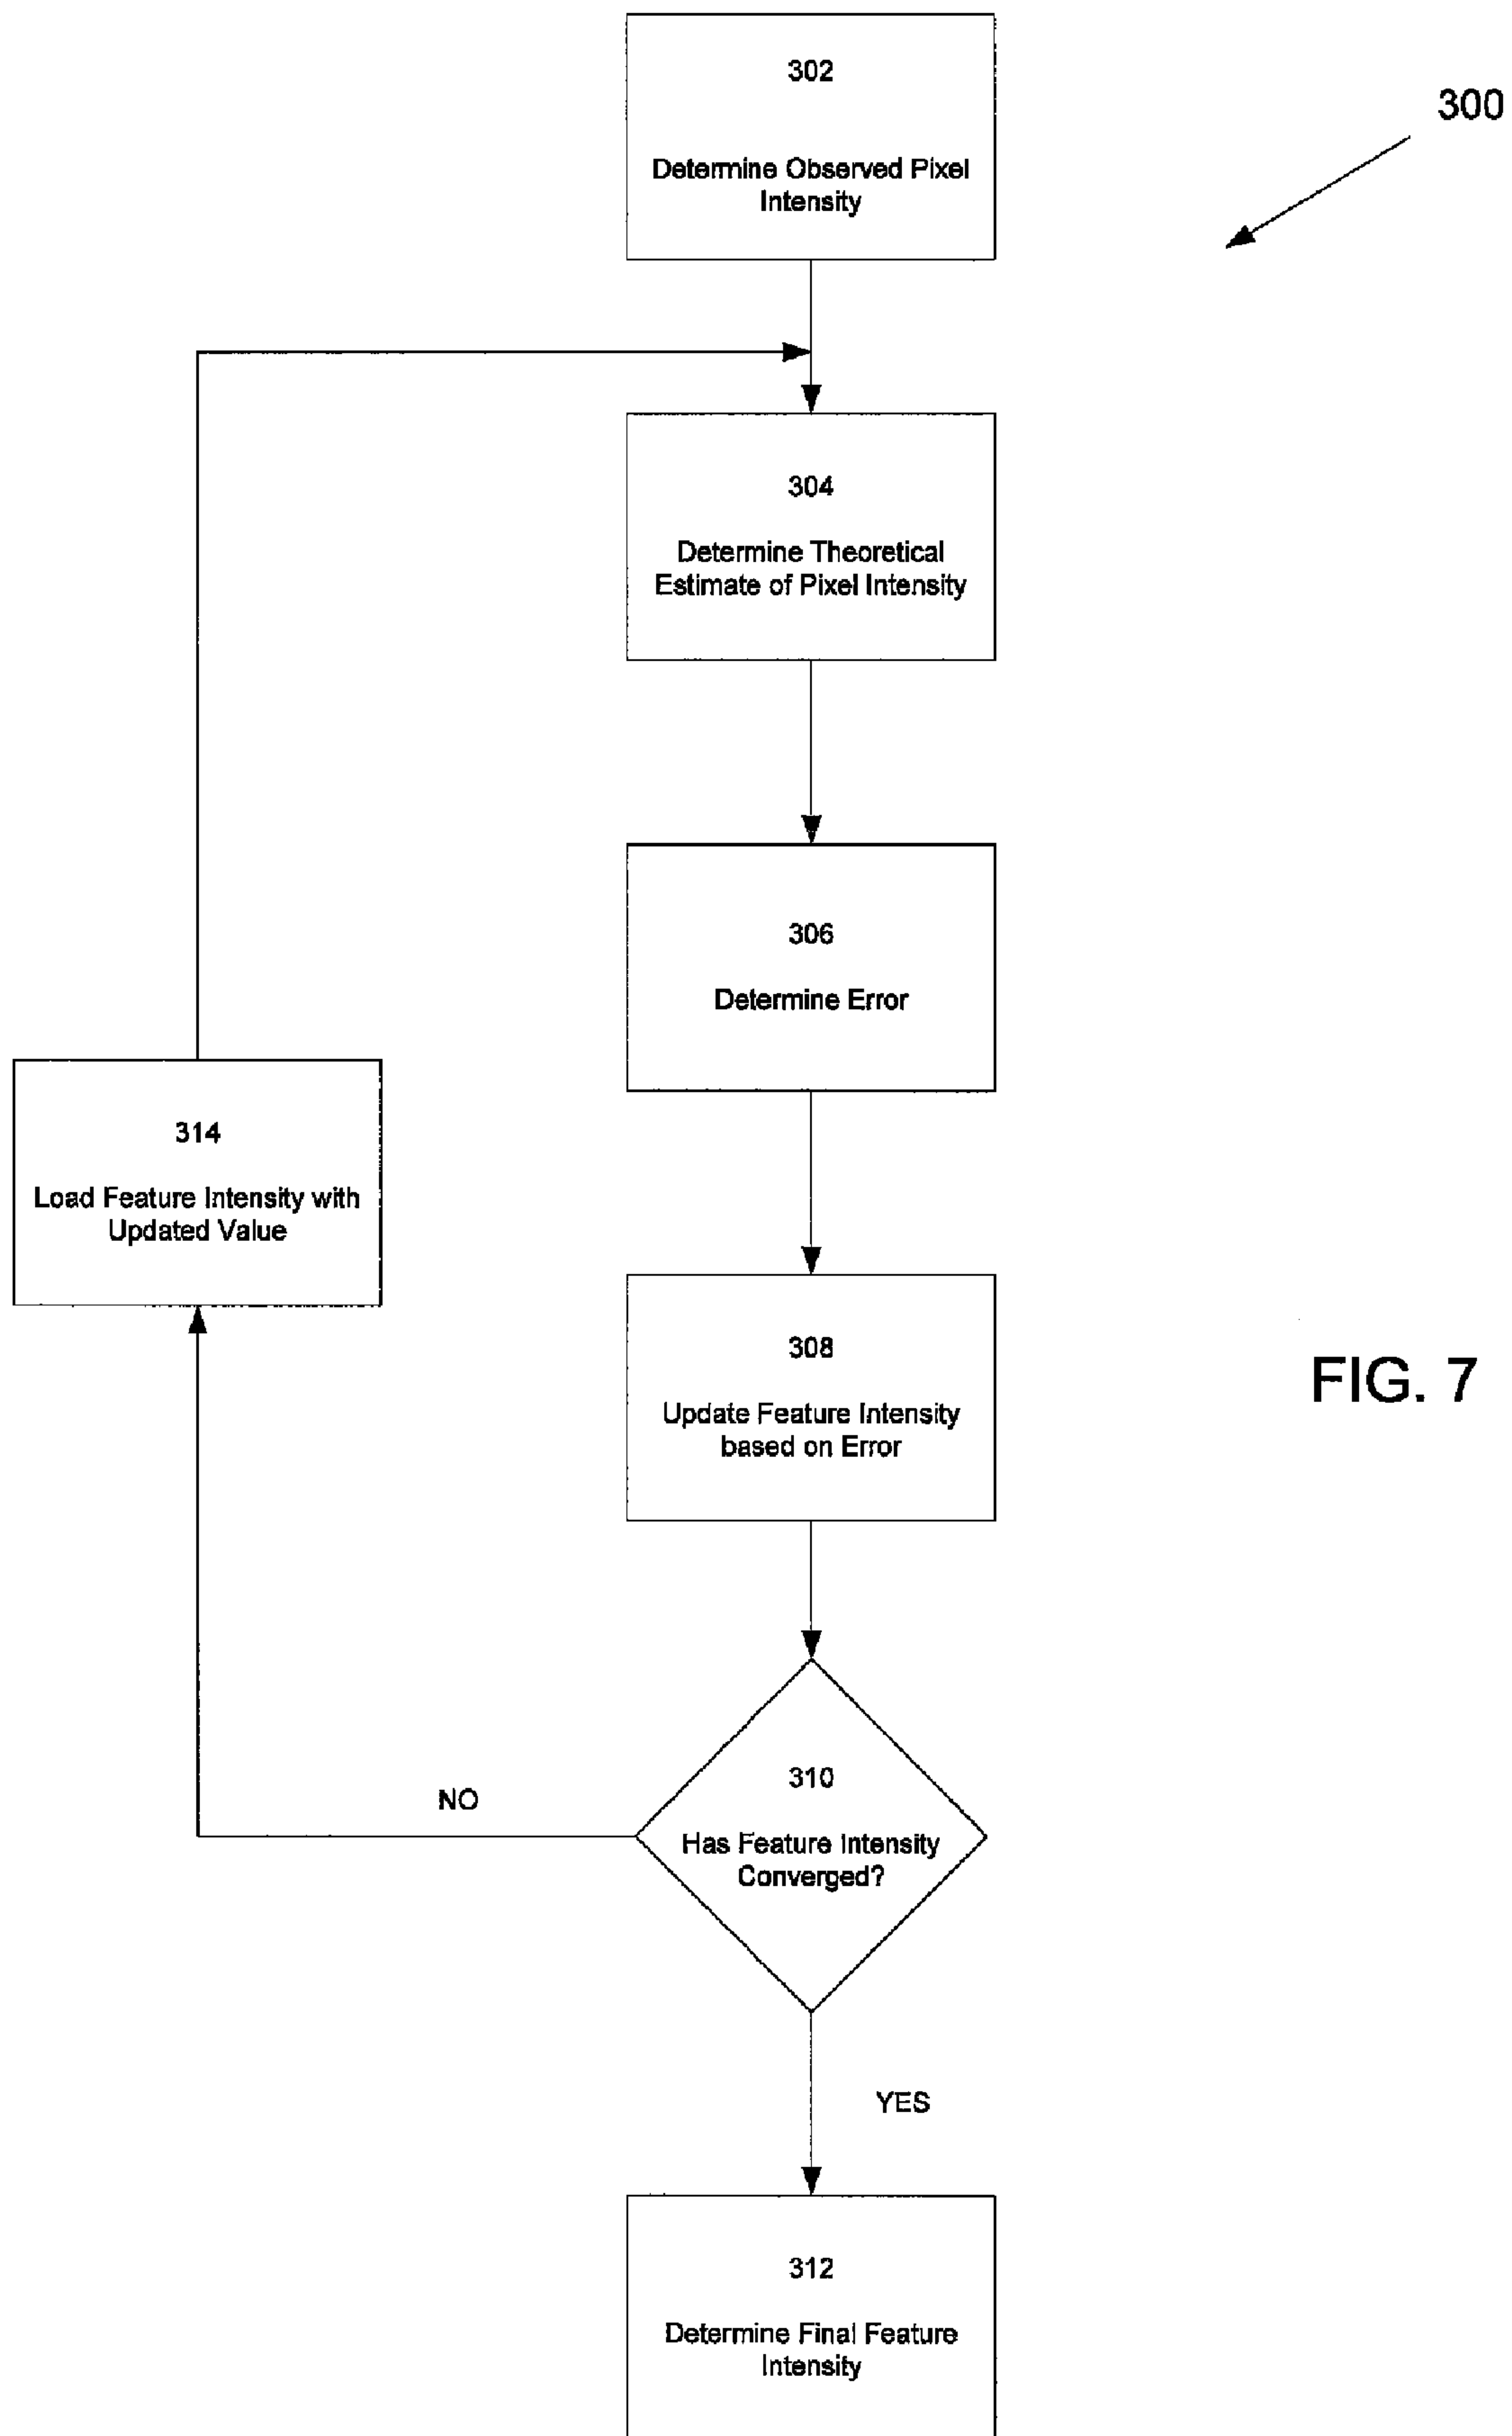 302
Determine Observed Pixel
Intensity
300
304
Determine Theoretical
Estimate of Pixel Intensity
306
Determine Error
314
Load Feature Intensity with
Updated Value
308
Update Feature Intensity
based on Error
FIG. 7
310
Has Feature Intensity
Converged?
NO
YES
312
Determine Final Feature
Intensity